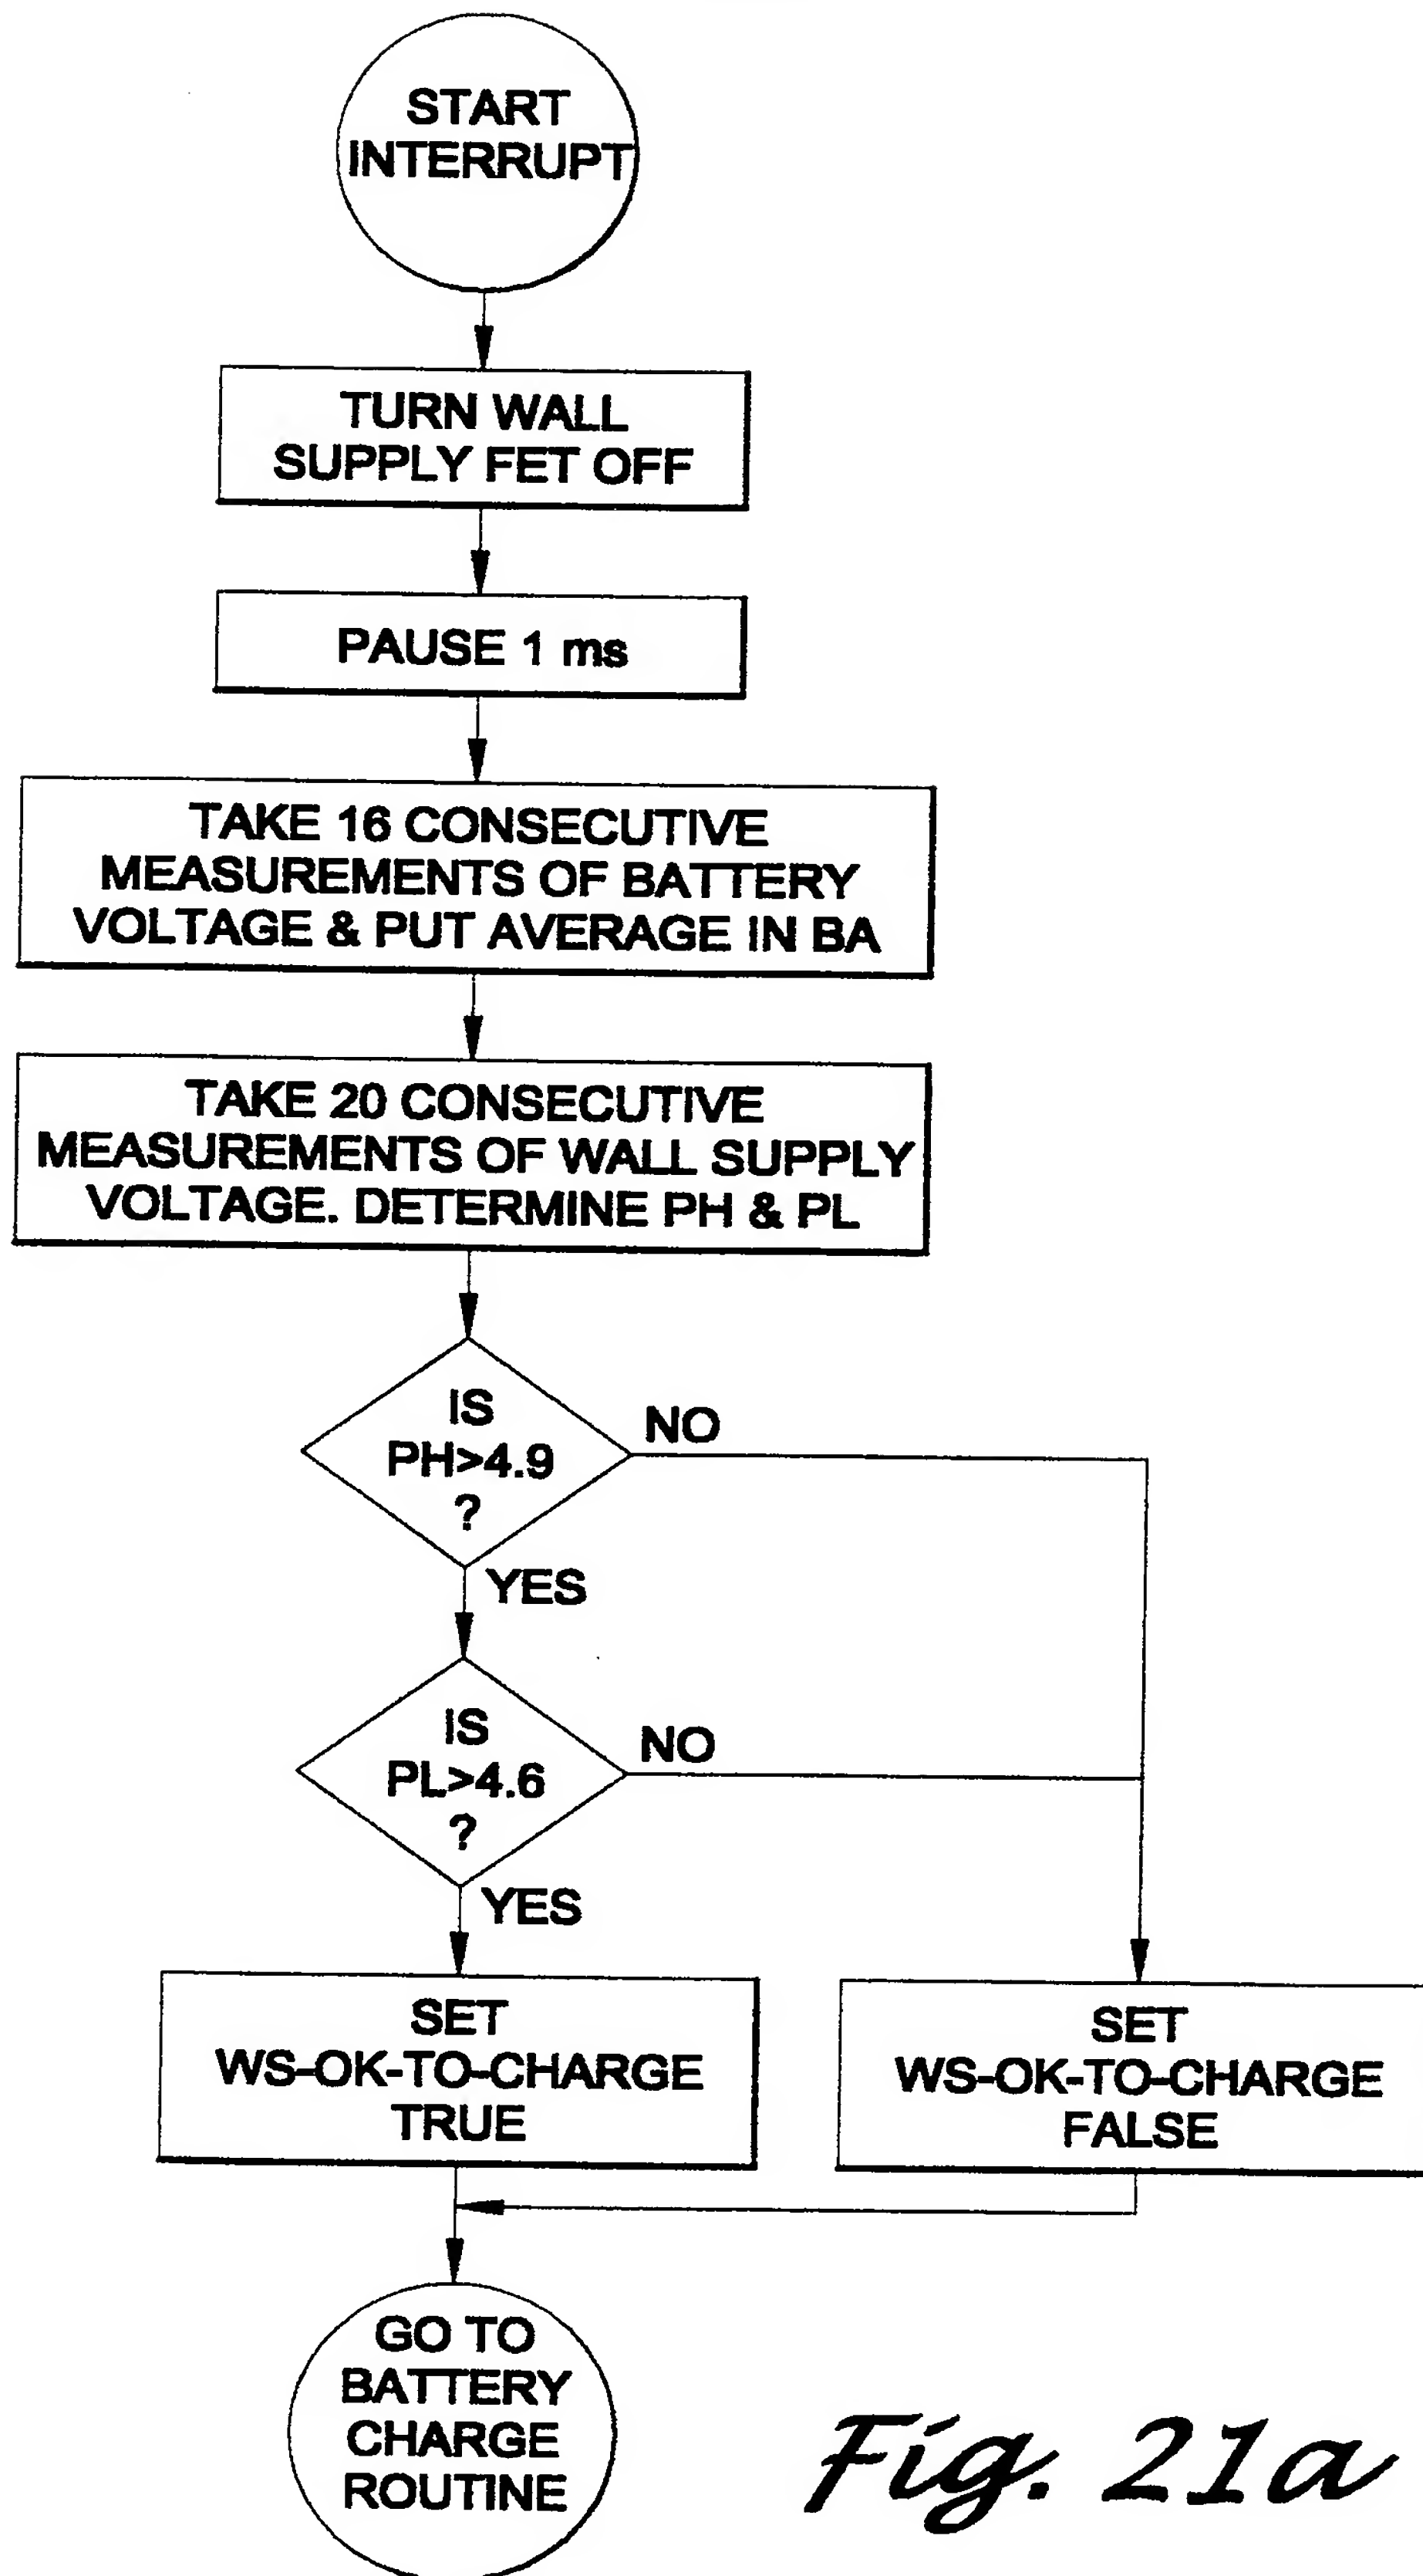 START
INTERRUPT
TURN WALL
SUPPLY FET OFF
PAUSE 1 ms
TAKE 16 CONSECUTIVE
MEASUREMENTS OF BATTERY
VOLTAGE & PUT AVERAGE IN BA
TAKE 20 CONSECUTIVE
MEASUREMENTS OF WALL SUPPLY
VOLTAGE. DETERMINE PH & PL
IS
PH>4.9
?
NO
YES
IS
PL>4.6
?
NO
YES
SET
WS-OK-TO-CHARGE
TRUE
SET
WS-OK-TO-CHARGE
FALSE
GO TO
BATTERY
CHARGE
ROUTINE
Fig. 21a